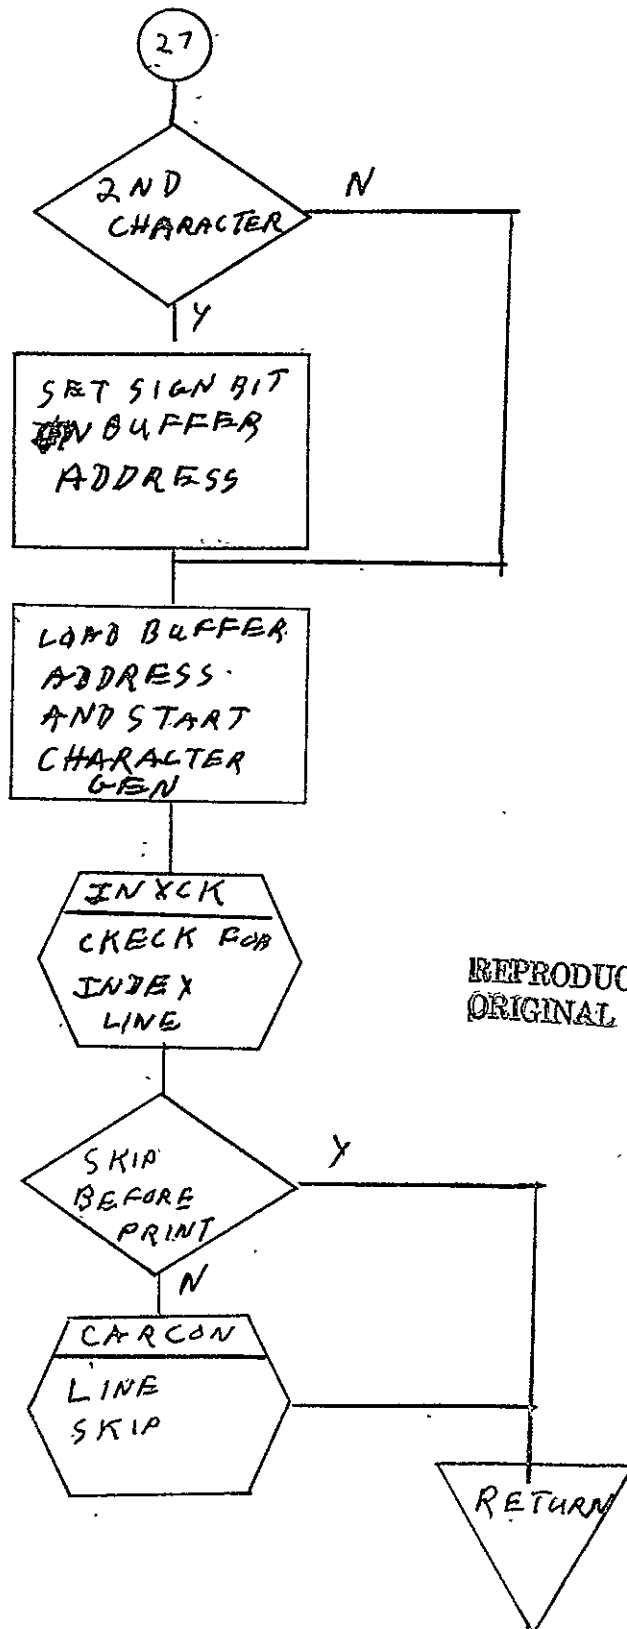 27
2ND
CHARACTER
N
Y
SET SIGN BIT
BUFFER
ADDRESS
LOAD BUFFER
ADDRESS.
AND START
CHARACTER
GEN
INXCK
CKECK FOR
INDEX
LINE
REPRODUC
ORIGINAL
SKIP
BEFORE
PRINT
Y
N
CARCON
LINE
SKIP
RETURN